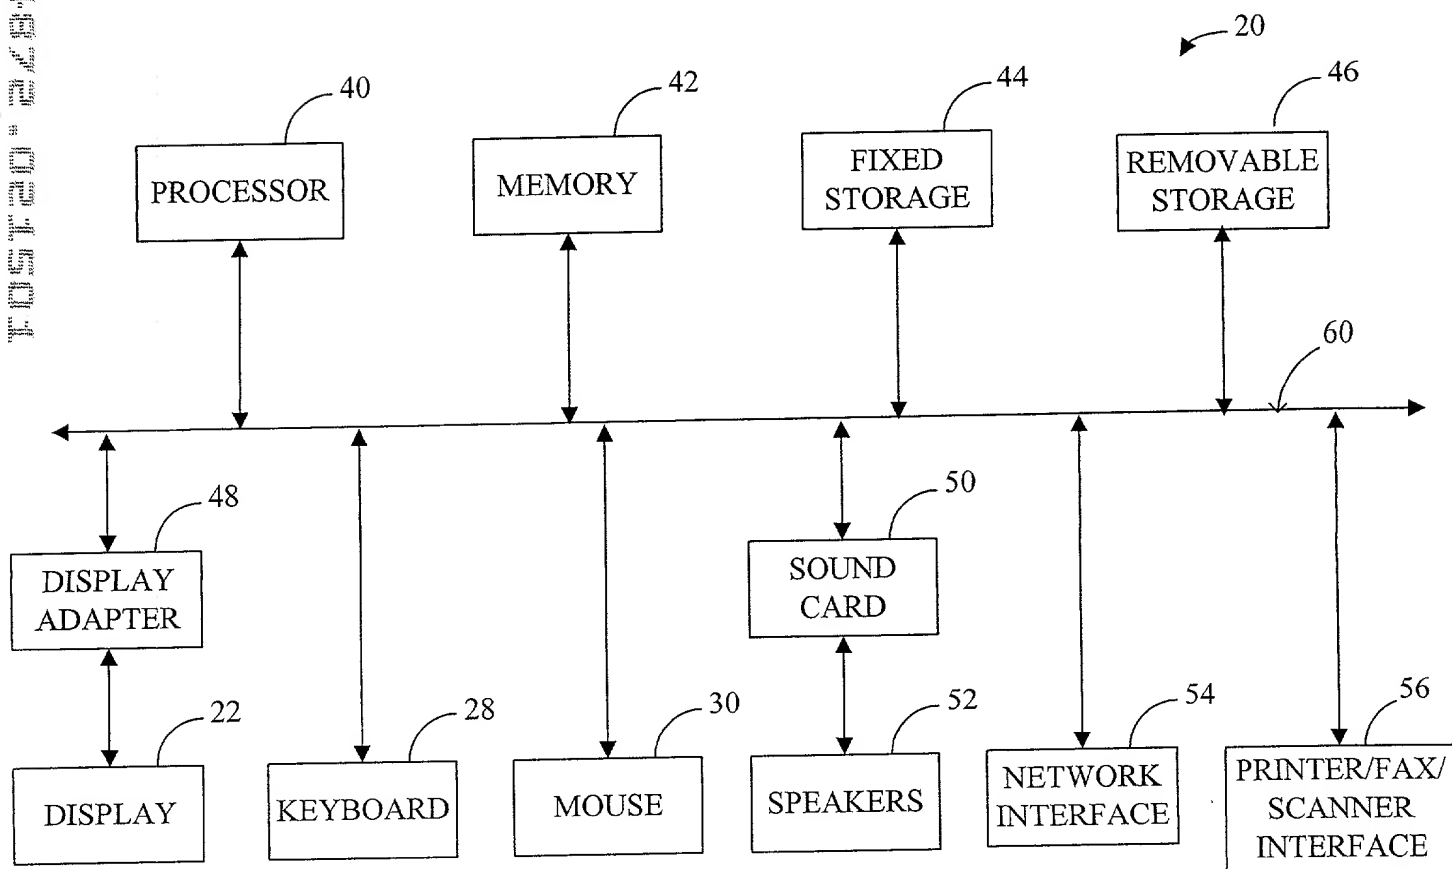 20
40
42
44
46
PROCESSOR
MEMORY
FIXED
STORAGE
REMOVABLE
STORAGE
60
48
50
DISPLAY
ADAPTER
SOUND
CARD
22
28
30
52
54
56
DISPLAY
KEYBOARD
MOUSE
SPEAKERS
NETWORK
INTERFACE
PRINTER/FAX/
SCANNER
INTERFACE